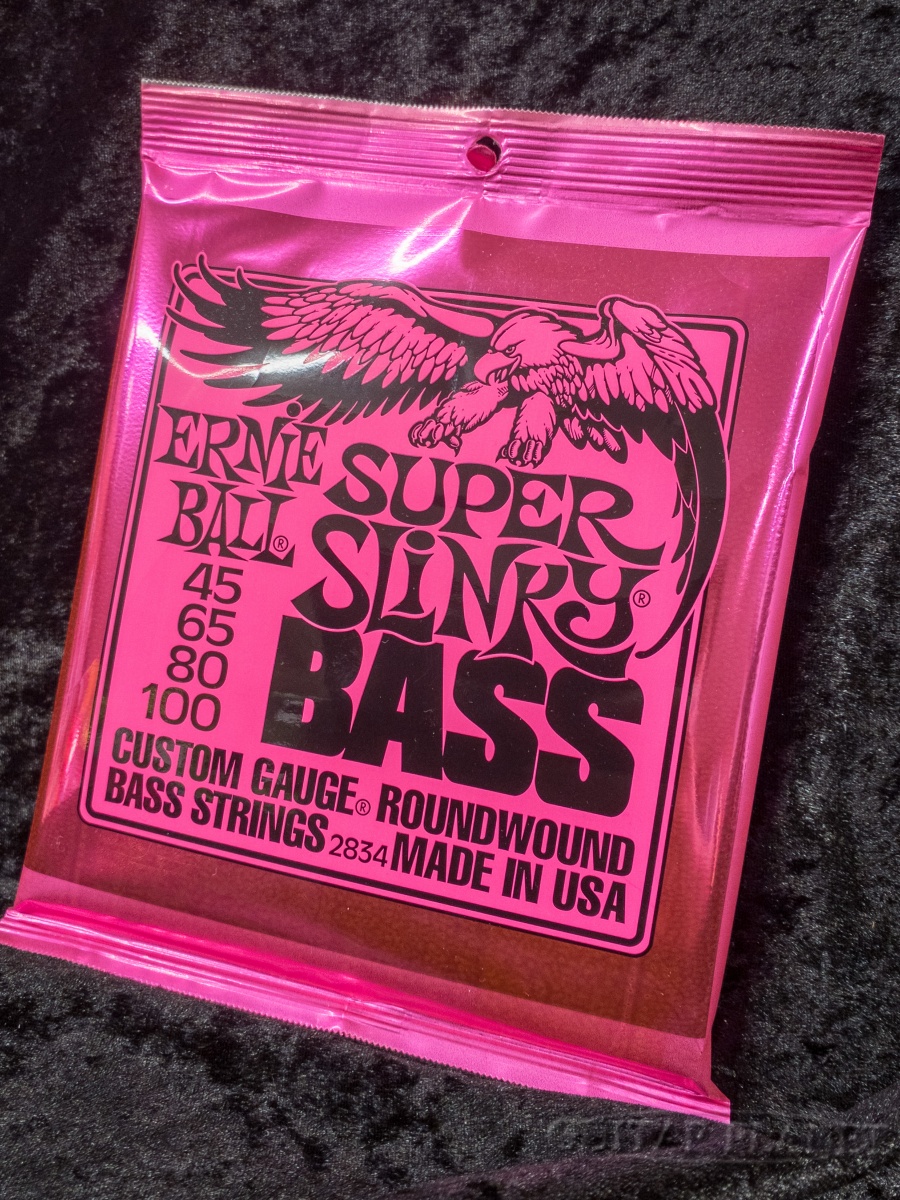 ERNiE
BALL®
SUPER
SLiNKY®
BASS
45
65
80
100
CUSTOM GAUGE® ROUNDWOUND
BASS STRINGS 2834 MADE IN USA